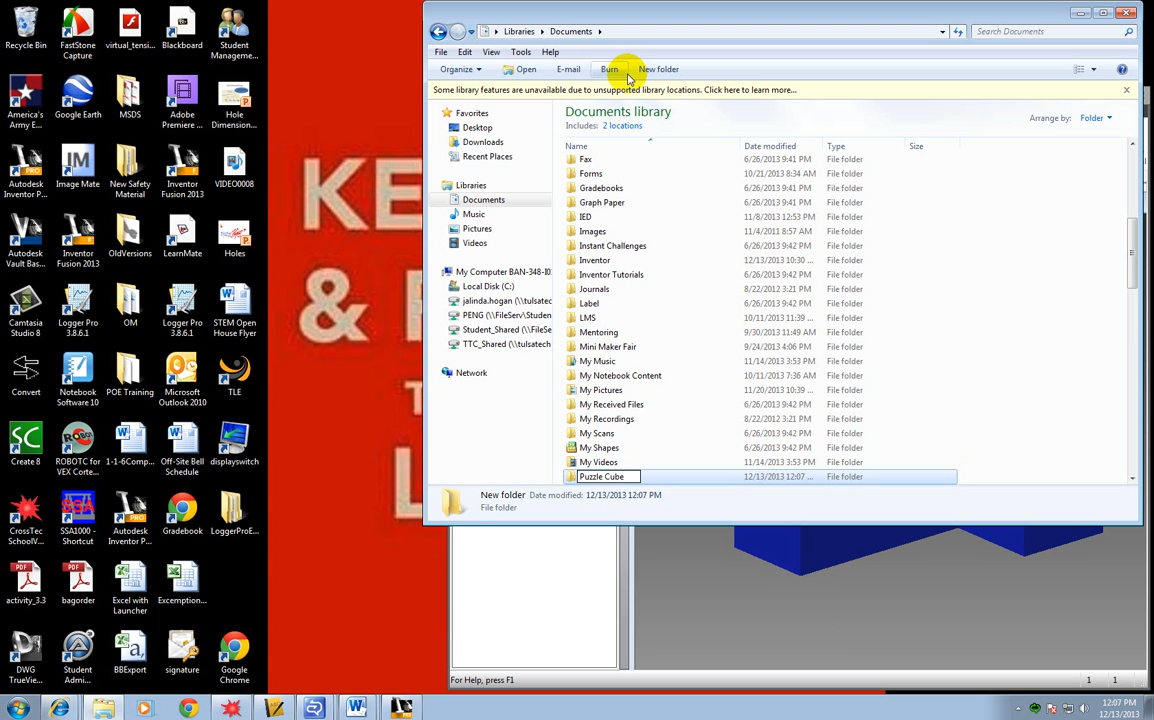 Recycle Bin
FastStone Capture
virtual_tensi...
Blackboard
Student Manageme...
America's Army E...
Google Earth
MSDS
Adobe Premiere ...
Hole Dimension...
Autodesk Inventor P...
Image Mate
New Safety Material
Inventor Fusion 2013
VIDEO0008
Autodesk Vault Bas...
Inventor Fusion 2013
OldVersions
LearnMate
Holes
Camtasia Studio 8
Logger Pro 3.8.6.1
OM
Logger Pro 3.8.6.1
STEM Open House Flyer
Convert
Notebook Software 10
POE Training
Microsoft Outlook 2010
TLE
Create 8
ROBOTC for VEX Corte...
1-1-6Comp...
Off-Site Bell Schedule
displayswitch
CrossTec SchoolV...
SSA1000 - Shortcut
Autodesk Inventor P...
Gradebook
LoggerProE...
activity_3.3
bagorder
Excel with Launcher
Excemption...
DWG TrueView...
Student Admi...
BBExport
signature
Google Chrome
KE
&
L
Libraries
Documents
Search Documents
File Edit View Tools Help
Organize Open E-mail Burn New folder
Some library features are unavailable due to unsupported library locations. Click here to learn more...
Favorites
Desktop
Downloads
Recent Places
Libraries
Documents
Music
Pictures
Videos
My Computer BAN-348-I0
Local Disk (C:)
jalinda.hogan (\\tulsatec
PENG (\\FileServ\Studen
Student_Shared (\\FileSe
TTC_Shared (\\tulsatech
Network
Documents library
Includes: 2 locations
Arrange by: Folder
Name Date modified Type Size
Fax 6/26/2013 9:41 PM File folder
Forms 10/21/2013 8:34 AM File folder
Gradebooks 6/26/2013 9:41 PM File folder
Graph Paper 6/26/2013 9:41 PM File folder
IED 11/8/2013 12:53 PM File folder
Images 11/4/2011 8:57 AM File folder
Instant Challenges 6/26/2013 9:42 PM File folder
Inventor 12/13/2013 10:30 ... File folder
Inventor Tutorials 6/26/2013 9:42 PM File folder
Journals 8/22/2012 3:21 PM File folder
Label 6/26/2013 9:42 PM File folder
LMS 10/11/2013 11:39 ... File folder
Mentoring 9/30/2013 11:49 AM File folder
Mini Maker Fair 9/24/2013 4:06 PM File folder
My Music 11/14/2013 3:53 PM File folder
My Notebook Content 10/11/2013 7:36 AM File folder
My Pictures 11/20/2013 10:39 ... File folder
My Received Files 6/26/2013 9:42 PM File folder
My Recordings 8/22/2012 3:21 PM File folder
My Scans 6/26/2013 9:42 PM File folder
My Shapes 6/26/2013 9:42 PM File folder
My Videos 11/14/2013 3:53 PM File folder
Puzzle Cube 12/13/2013 12:07 ... File folder
New folder Date modified: 12/13/2013 12:07 PM
File folder
For Help, press F1
1 1
12:07 PM
12/13/2013